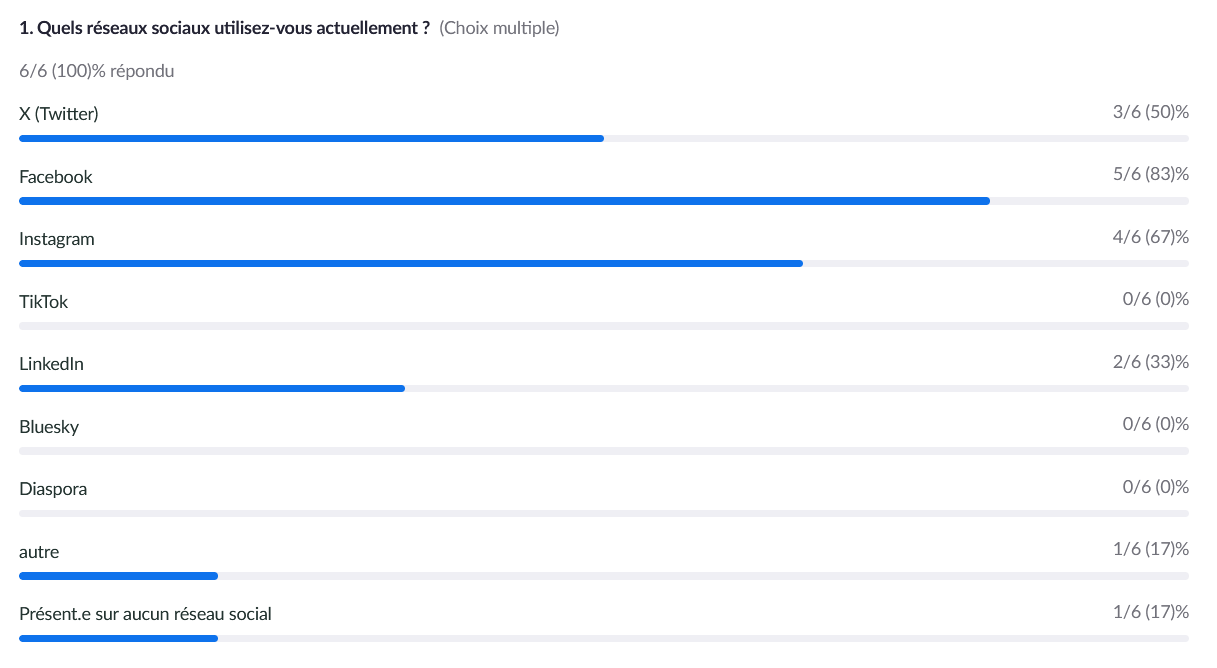 1. Quels réseaux sociaux utilisez-vous actuellement ? (Choix multiple)
6/6 (100)% répondu
X (Twitter) 3/6 (50)%
Facebook 5/6 (83)%
Instagram 4/6 (67)%
TikTok 0/6 (0)%
LinkedIn 2/6 (33)%
Bluesky 0/6 (0)%
Diaspora 0/6 (0)%
autre 1/6 (17)%
Présent.e sur aucun réseau social 1/6 (17)%